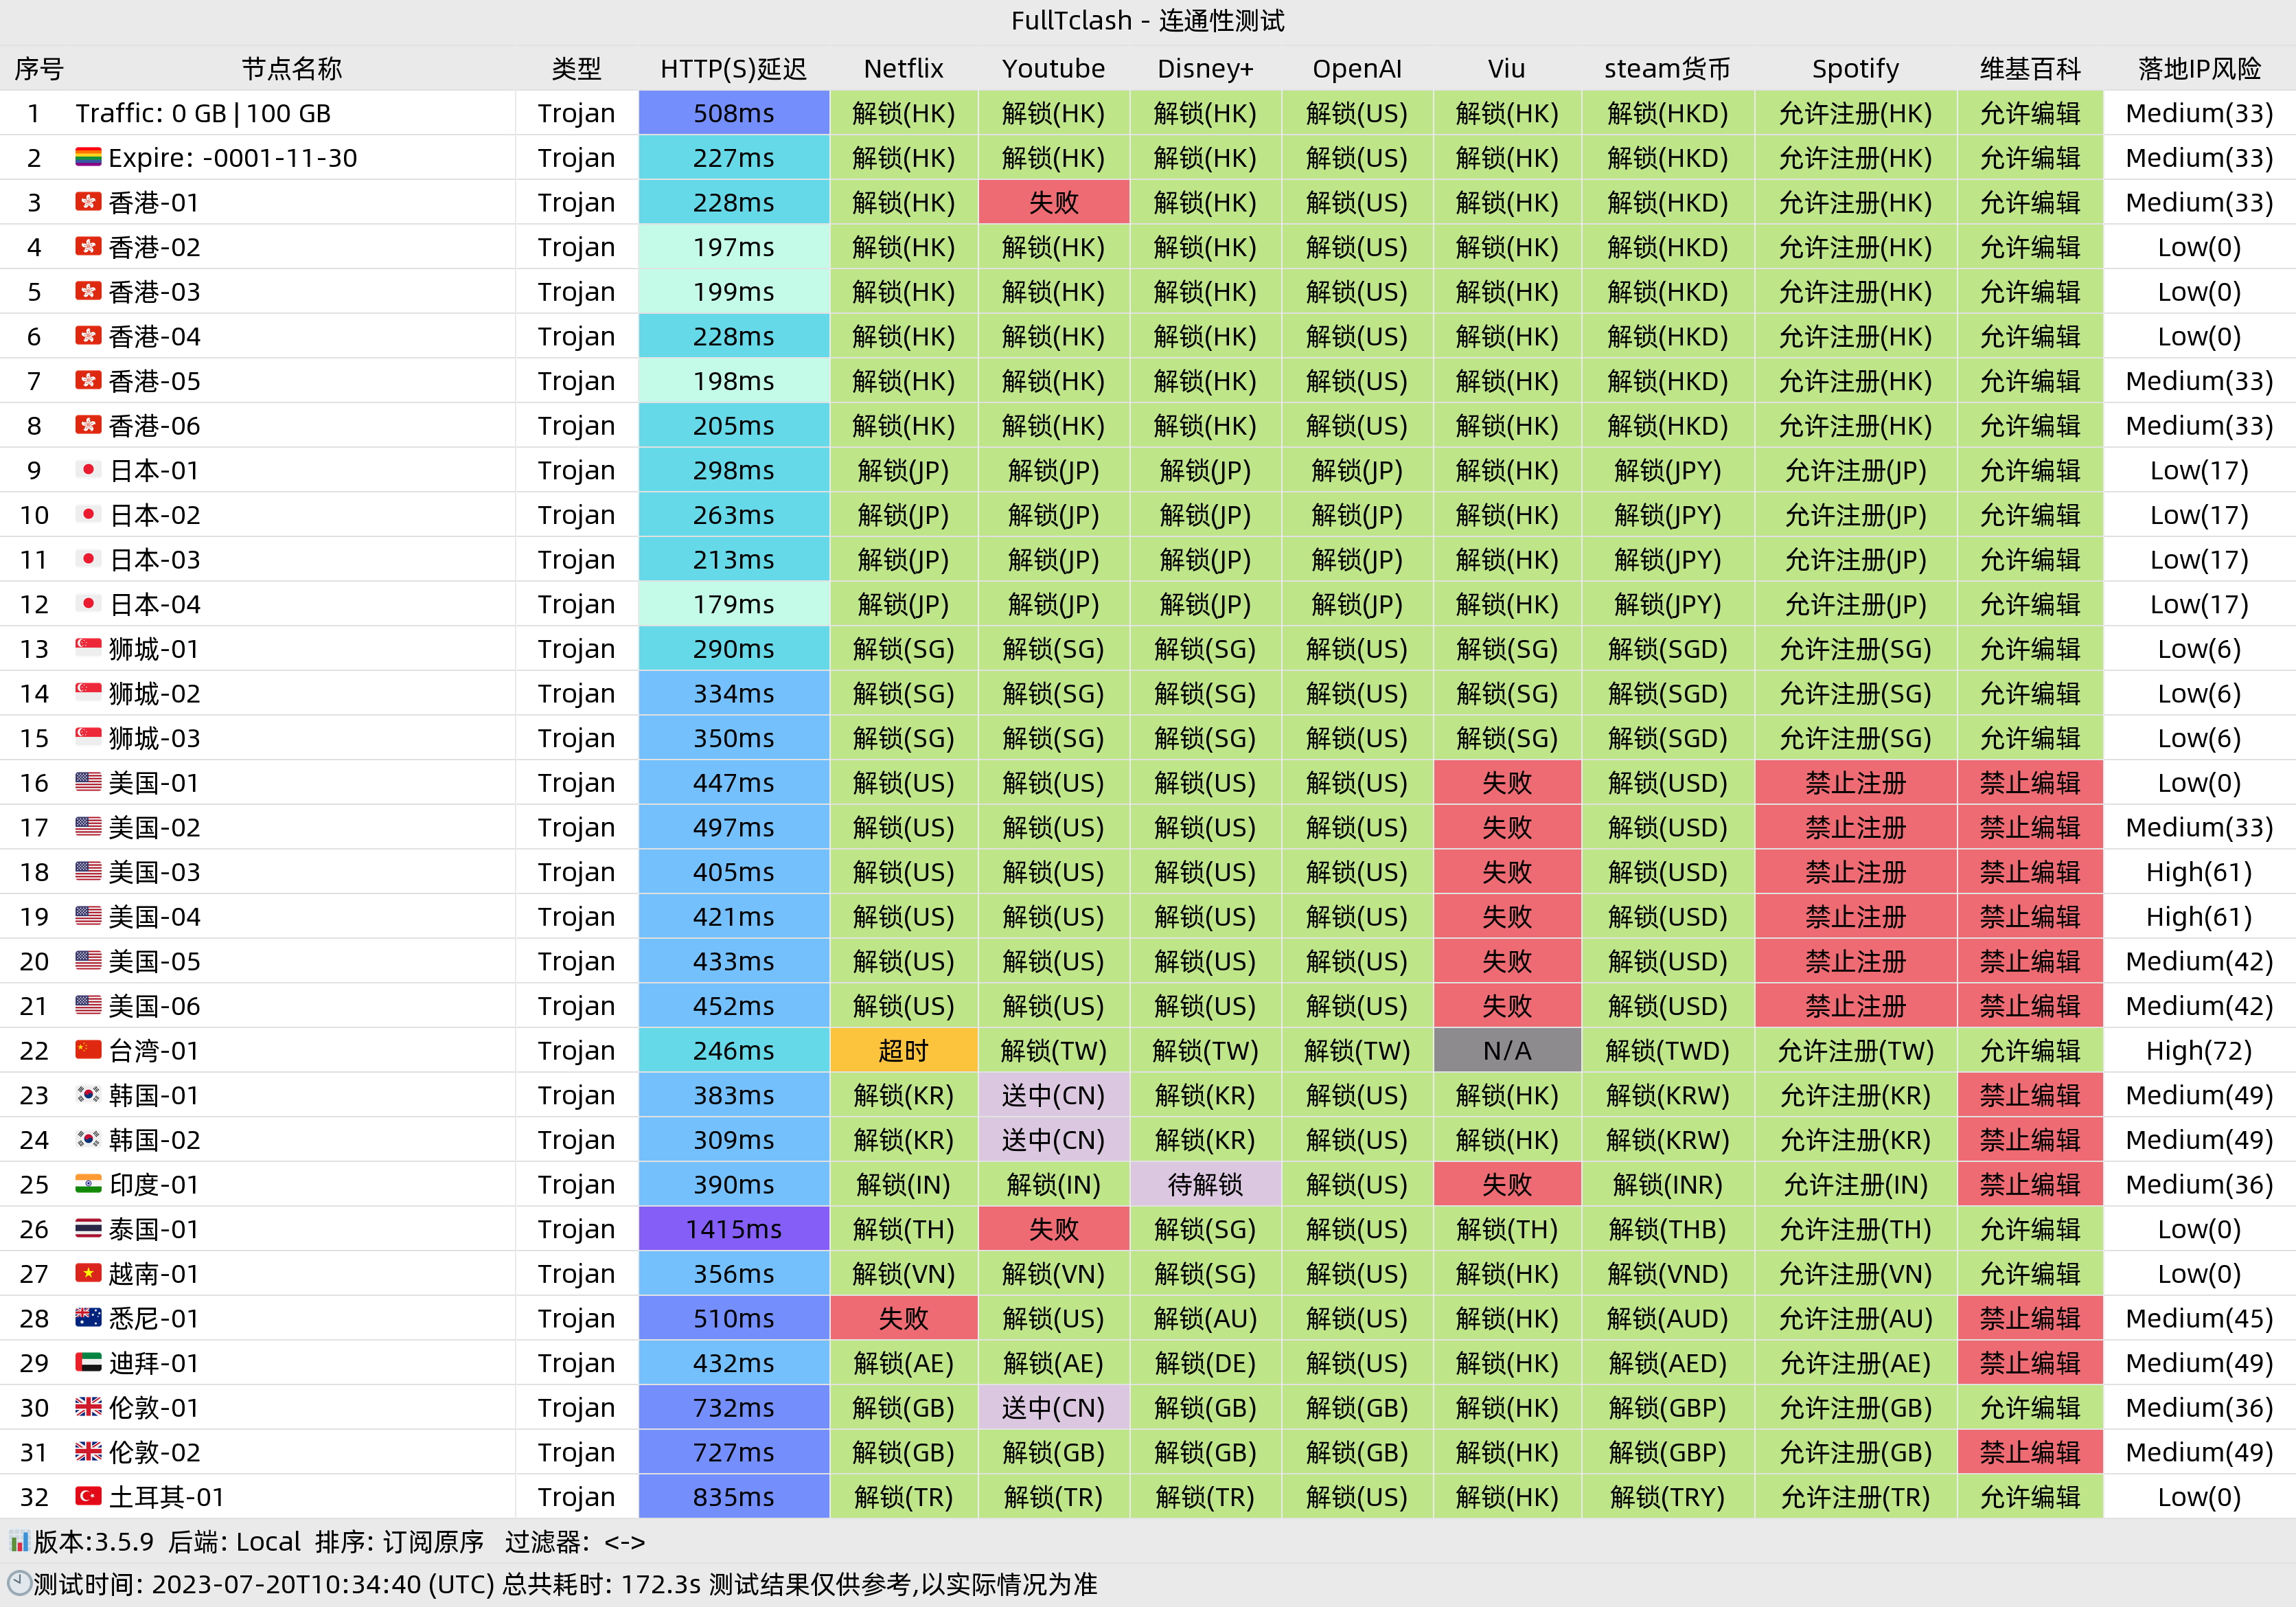 FullTclash - 连通性测试
序号 节点名称 类型 HTTP(S)延迟 Netflix Youtube Disney+ OpenAI Viu steam货币 Spotify 维基百科 落地IP风险
1 Traffic: 0 GB | 100 GB Trojan 508ms 解锁(HK) 解锁(HK) 解锁(HK) 解锁(US) 解锁(HK) 解锁(HKD) 允许注册(HK) 允许编辑 Medium(33)
2 Expire: -0001-11-30 Trojan 227ms 解锁(HK) 解锁(HK) 解锁(HK) 解锁(US) 解锁(HK) 解锁(HKD) 允许注册(HK) 允许编辑 Medium(33)
3 香港-01 Trojan 228ms 解锁(HK) 失败 解锁(HK) 解锁(US) 解锁(HK) 解锁(HKD) 允许注册(HK) 允许编辑 Medium(33)
4 香港-02 Trojan 197ms 解锁(HK) 解锁(HK) 解锁(HK) 解锁(US) 解锁(HK) 解锁(HKD) 允许注册(HK) 允许编辑 Low(0)
5 香港-03 Trojan 199ms 解锁(HK) 解锁(HK) 解锁(HK) 解锁(US) 解锁(HK) 解锁(HKD) 允许注册(HK) 允许编辑 Low(0)
6 香港-04 Trojan 228ms 解锁(HK) 解锁(HK) 解锁(HK) 解锁(US) 解锁(HK) 解锁(HKD) 允许注册(HK) 允许编辑 Low(0)
7 香港-05 Trojan 198ms 解锁(HK) 解锁(HK) 解锁(HK) 解锁(US) 解锁(HK) 解锁(HKD) 允许注册(HK) 允许编辑 Medium(33)
8 香港-06 Trojan 205ms 解锁(HK) 解锁(HK) 解锁(HK) 解锁(US) 解锁(HK) 解锁(HKD) 允许注册(HK) 允许编辑 Medium(33)
9 日本-01 Trojan 298ms 解锁(JP) 解锁(JP) 解锁(JP) 解锁(JP) 解锁(HK) 解锁(JPY) 允许注册(JP) 允许编辑 Low(17)
10 日本-02 Trojan 263ms 解锁(JP) 解锁(JP) 解锁(JP) 解锁(JP) 解锁(HK) 解锁(JPY) 允许注册(JP) 允许编辑 Low(17)
11 日本-03 Trojan 213ms 解锁(JP) 解锁(JP) 解锁(JP) 解锁(JP) 解锁(HK) 解锁(JPY) 允许注册(JP) 允许编辑 Low(17)
12 日本-04 Trojan 179ms 解锁(JP) 解锁(JP) 解锁(JP) 解锁(JP) 解锁(HK) 解锁(JPY) 允许注册(JP) 允许编辑 Low(17)
13 狮城-01 Trojan 290ms 解锁(SG) 解锁(SG) 解锁(SG) 解锁(US) 解锁(SG) 解锁(SGD) 允许注册(SG) 允许编辑 Low(6)
14 狮城-02 Trojan 334ms 解锁(SG) 解锁(SG) 解锁(SG) 解锁(US) 解锁(SG) 解锁(SGD) 允许注册(SG) 允许编辑 Low(6)
15 狮城-03 Trojan 350ms 解锁(SG) 解锁(SG) 解锁(SG) 解锁(US) 解锁(SG) 解锁(SGD) 允许注册(SG) 允许编辑 Low(6)
16 美国-01 Trojan 447ms 解锁(US) 解锁(US) 解锁(US) 解锁(US) 失败 解锁(USD) 禁止注册 禁止编辑 Low(0)
17 美国-02 Trojan 497ms 解锁(US) 解锁(US) 解锁(US) 解锁(US) 失败 解锁(USD) 禁止注册 禁止编辑 Medium(33)
18 美国-03 Trojan 405ms 解锁(US) 解锁(US) 解锁(US) 解锁(US) 失败 解锁(USD) 禁止注册 禁止编辑 High(61)
19 美国-04 Trojan 421ms 解锁(US) 解锁(US) 解锁(US) 解锁(US) 失败 解锁(USD) 禁止注册 禁止编辑 High(61)
20 美国-05 Trojan 433ms 解锁(US) 解锁(US) 解锁(US) 解锁(US) 失败 解锁(USD) 禁止注册 禁止编辑 Medium(42)
21 美国-06 Trojan 452ms 解锁(US) 解锁(US) 解锁(US) 解锁(US) 失败 解锁(USD) 禁止注册 禁止编辑 Medium(42)
22 台湾-01 Trojan 246ms 超时 解锁(TW) 解锁(TW) 解锁(TW) N/A 解锁(TWD) 允许注册(TW) 允许编辑 High(72)
23 韩国-01 Trojan 383ms 解锁(KR) 送中(CN) 解锁(KR) 解锁(US) 解锁(HK) 解锁(KRW) 允许注册(KR) 禁止编辑 Medium(49)
24 韩国-02 Trojan 309ms 解锁(KR) 送中(CN) 解锁(KR) 解锁(US) 解锁(HK) 解锁(KRW) 允许注册(KR) 禁止编辑 Medium(49)
25 印度-01 Trojan 390ms 解锁(IN) 解锁(IN) 待解锁 解锁(US) 失败 解锁(INR) 允许注册(IN) 禁止编辑 Medium(36)
26 泰国-01 Trojan 1415ms 解锁(TH) 失败 解锁(SG) 解锁(US) 解锁(TH) 解锁(THB) 允许注册(TH) 允许编辑 Low(0)
27 越南-01 Trojan 356ms 解锁(VN) 解锁(VN) 解锁(SG) 解锁(US) 解锁(HK) 解锁(VND) 允许注册(VN) 允许编辑 Low(0)
28 悉尼-01 Trojan 510ms 失败 解锁(US) 解锁(AU) 解锁(US) 解锁(HK) 解锁(AUD) 允许注册(AU) 禁止编辑 Medium(45)
29 迪拜-01 Trojan 432ms 解锁(AE) 解锁(AE) 解锁(DE) 解锁(US) 解锁(HK) 解锁(AED) 允许注册(AE) 禁止编辑 Medium(49)
30 伦敦-01 Trojan 732ms 解锁(GB) 送中(CN) 解锁(GB) 解锁(GB) 解锁(HK) 解锁(GBP) 允许注册(GB) 允许编辑 Medium(36)
31 伦敦-02 Trojan 727ms 解锁(GB) 解锁(GB) 解锁(GB) 解锁(GB) 解锁(HK) 解锁(GBP) 允许注册(GB) 禁止编辑 Medium(49)
32 土耳其-01 Trojan 835ms 解锁(TR) 解锁(TR) 解锁(TR) 解锁(US) 解锁(HK) 解锁(TRY) 允许注册(TR) 允许编辑 Low(0)
版本:3.5.9 后端: Local 排序: 订阅原序 过滤器: <->
测试时间: 2023-07-20T10:34:40 (UTC) 总共耗时: 172.3s 测试结果仅供参考,以实际情况为准